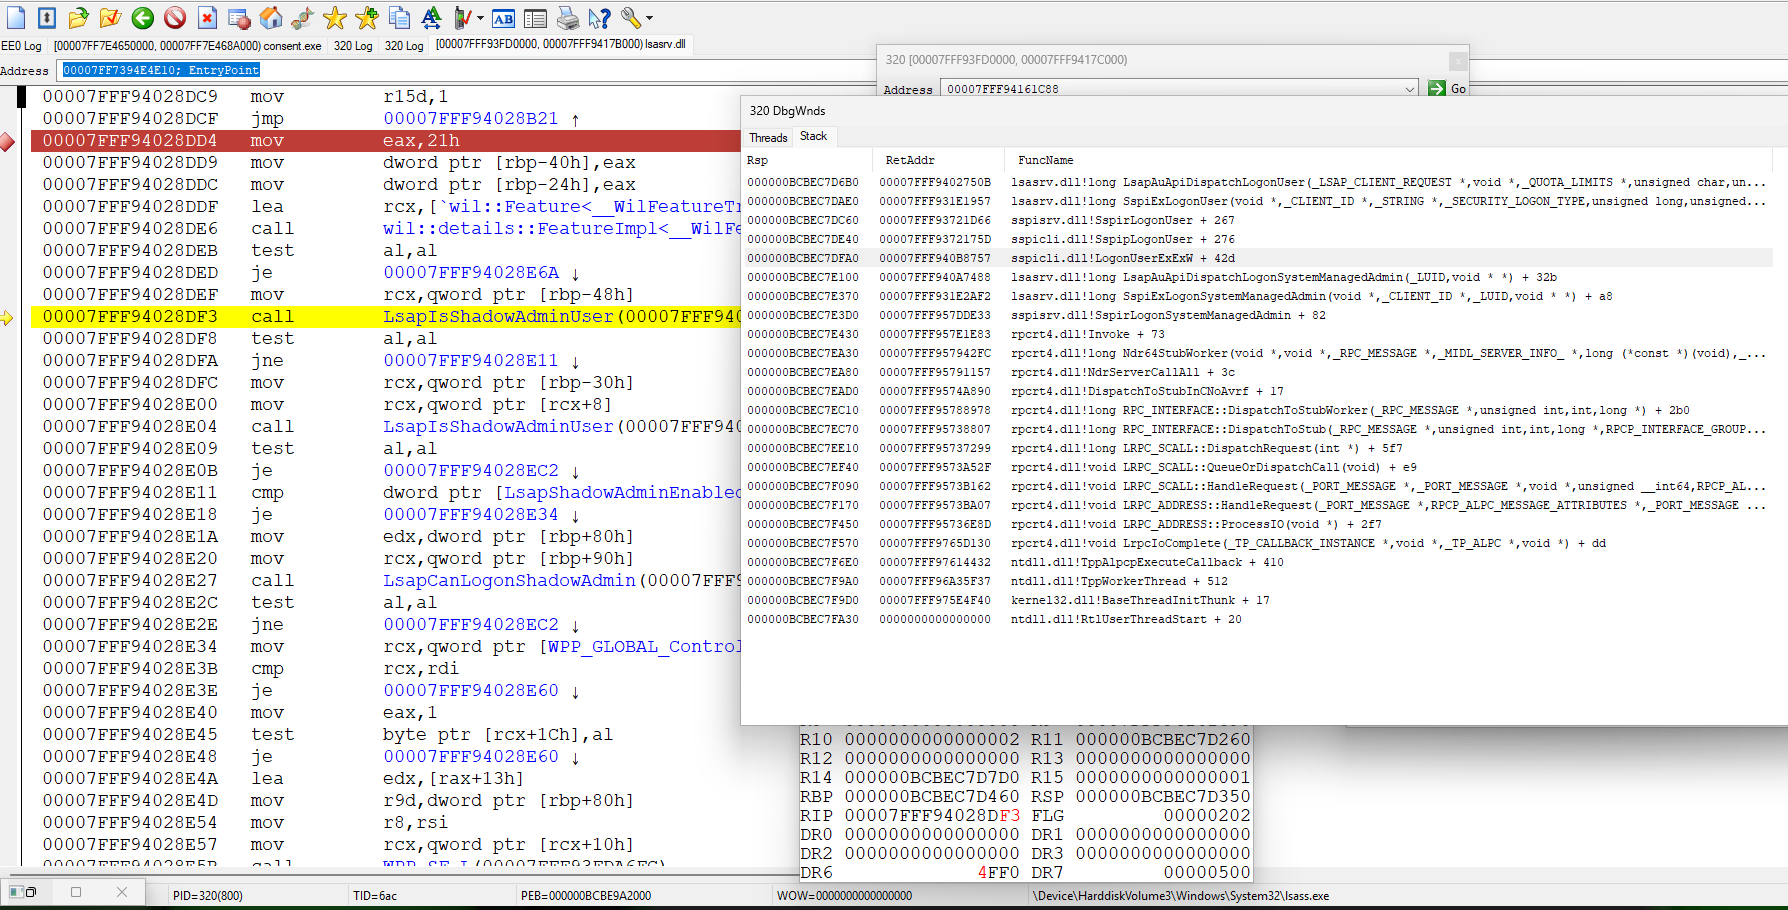 EE0 Log [00007FF7E4650000, 00007FF7E468A000) consent.exe 320 Log 320 Log [00007FFF93FD0000, 00007FFF9417B000) lsasrv.dll
Address 00007FF7394E4E10; EntryPoint
00007FFF94028DC9 mov r15d,1
00007FFF94028DCF jmp 00007FFF94028B21 ↑
00007FFF94028DD4 mov eax,21h
00007FFF94028DD9 mov dword ptr [rbp-40h],eax
00007FFF94028DDC mov dword ptr [rbp-24h],eax
00007FFF94028DDF lea rcx,[`wil::Feature<__WilFeatureTr
00007FFF94028DE6 call wil::details::FeatureImpl<__WilFe
00007FFF94028DEB test al,al
00007FFF94028DED je 00007FFF94028E6A ↓
00007FFF94028DEF mov rcx,qword ptr [rbp-48h]
00007FFF94028DF3 call LsapIsShadowAdminUser(00007FFF940
00007FFF94028DF8 test al,al
00007FFF94028DFA jne 00007FFF94028E11 ↓
00007FFF94028DFC mov rcx,qword ptr [rbp-30h]
00007FFF94028E00 mov rcx,qword ptr [rcx+8]
00007FFF94028E04 call LsapIsShadowAdminUser(00007FFF940
00007FFF94028E09 test al,al
00007FFF94028E0B je 00007FFF94028EC2 ↓
00007FFF94028E11 cmp dword ptr [LsapShadowAdminEnabled
00007FFF94028E18 je 00007FFF94028E34 ↓
00007FFF94028E1A mov edx,dword ptr [rbp+80h]
00007FFF94028E20 mov rcx,qword ptr [rbp+90h]
00007FFF94028E27 call LsapCanLogonShadowAdmin(00007FFF9
00007FFF94028E2C test al,al
00007FFF94028E2E jne 00007FFF94028EC2 ↓
00007FFF94028E34 mov rcx,qword ptr [WPP_GLOBAL_Control
00007FFF94028E3B cmp rcx,rdi
00007FFF94028E3E je 00007FFF94028E60 ↓
00007FFF94028E40 mov eax,1
00007FFF94028E45 test byte ptr [rcx+1Ch],al
00007FFF94028E48 je 00007FFF94028E60 ↓
00007FFF94028E4A lea edx,[rax+13h]
00007FFF94028E4D mov r9d,dword ptr [rbp+80h]
00007FFF94028E54 mov r8,rsi
00007FFF94028E57 mov rcx,qword ptr [rcx+10h]
320 [00007FFF93FD0000, 00007FFF9417C000)
Address 00007FFF94161C88 Go
320 DbgWnds
Threads Stack
Rsp RetAddr FuncName
000000BCBEC7D6B0 00007FFF9402750B lsasrv.dll!long LsapAuApiDispatchLogonUser(_LSAP_CLIENT_REQUEST *,void *,_QUOTA_LIMITS *,unsigned char,un...
000000BCBEC7DAE0 00007FFF931E1957 lsasrv.dll!long SspiExLogonUser(void *,_CLIENT_ID *,_STRING *,_SECURITY_LOGON_TYPE,unsigned long,unsigned...
000000BCBEC7DC60 00007FFF93721D66 sspisrv.dll!SspirLogonUser + 267
000000BCBEC7DE40 00007FFF9372175D sspicli.dll!SspipLogonUser + 276
000000BCBEC7DFA0 00007FFF940B8757 sspicli.dll!LogonUserExExW + 42d
000000BCBEC7E100 00007FFF940A7488 lsasrv.dll!long LsapAuApiDispatchLogonSystemManagedAdmin(_LUID,void * *) + 32b
000000BCBEC7E370 00007FFF931E2AF2 lsasrv.dll!long SspiExLogonSystemManagedAdmin(void *,_CLIENT_ID *,_LUID,void * *) + a8
000000BCBEC7E3D0 00007FFF957DDE33 sspisrv.dll!SspirLogonSystemManagedAdmin + 82
000000BCBEC7E430 00007FFF957E1E83 rpcrt4.dll!Invoke + 73
000000BCBEC7EA30 00007FFF957942FC rpcrt4.dll!long Ndr64StubWorker(void *,void *,_RPC_MESSAGE *,_MIDL_SERVER_INFO_ *,long (*const *)(void),_...
000000BCBEC7EA80 00007FFF95791157 rpcrt4.dll!NdrServerCallAll + 3c
000000BCBEC7EAD0 00007FFF9574A890 rpcrt4.dll!DispatchToStubInCNoAvrf + 17
000000BCBEC7EC10 00007FFF95788978 rpcrt4.dll!long RPC_INTERFACE::DispatchToStubWorker(_RPC_MESSAGE *,unsigned int,int,long *) + 2b0
000000BCBEC7EC70 00007FFF95738807 rpcrt4.dll!long RPC_INTERFACE::DispatchToStub(_RPC_MESSAGE *,unsigned int,int,long *,RPCP_INTERFACE_GROUP...
000000BCBEC7EE10 00007FFF95737299 rpcrt4.dll!long LRPC_SCALL::DispatchRequest(int *) + 5f7
000000BCBEC7EF40 00007FFF9573A52F rpcrt4.dll!void LRPC_SCALL::QueueOrDispatchCall(void) + e9
000000BCBEC7F090 00007FFF9573B162 rpcrt4.dll!void LRPC_SCALL::HandleRequest(_PORT_MESSAGE *,_PORT_MESSAGE *,void *,unsigned __int64,RPCP_AL...
000000BCBEC7F170 00007FFF9573BA07 rpcrt4.dll!void LRPC_ADDRESS::HandleRequest(_PORT_MESSAGE *,RPCP_ALPC_MESSAGE_ATTRIBUTES *,_PORT_MESSAGE ...
000000BCBEC7F450 00007FFF95736E8D rpcrt4.dll!void LRPC_ADDRESS::ProcessIO(void *) + 2f7
000000BCBEC7F570 00007FFF9765D130 rpcrt4.dll!void LrpcIoComplete(_TP_CALLBACK_INSTANCE *,void *,_TP_ALPC *,void *) + dd
000000BCBEC7F6E0 00007FFF97614432 ntdll.dll!TppAlpcpExecuteCallback + 410
000000BCBEC7F9A0 00007FFF96A35F37 ntdll.dll!TppWorkerThread + 512
000000BCBEC7F9D0 00007FFF975E4F40 kernel32.dll!BaseThreadInitThunk + 17
000000BCBEC7FA30 0000000000000000 ntdll.dll!RtlUserThreadStart + 20
R10 0000000000000002 R11 000000BCBEC7D260
R12 0000000000000000 R13 0000000000000000
R14 000000BCBEC7D7D0 R15 0000000000000001
RBP 000000BCBEC7D460 RSP 000000BCBEC7D350
RIP 00007FFF94028DF3 FLG 00000202
DR0 0000000000000000 DR1 0000000000000000
DR2 0000000000000000 DR3 0000000000000000
DR6 4FF0 DR7 00000500
PID=320(800) TID=6ac PEB=000000BCBE9A2000 WOW=0000000000000000 \Device\HarddiskVolume3\Windows\System32\lsass.exe